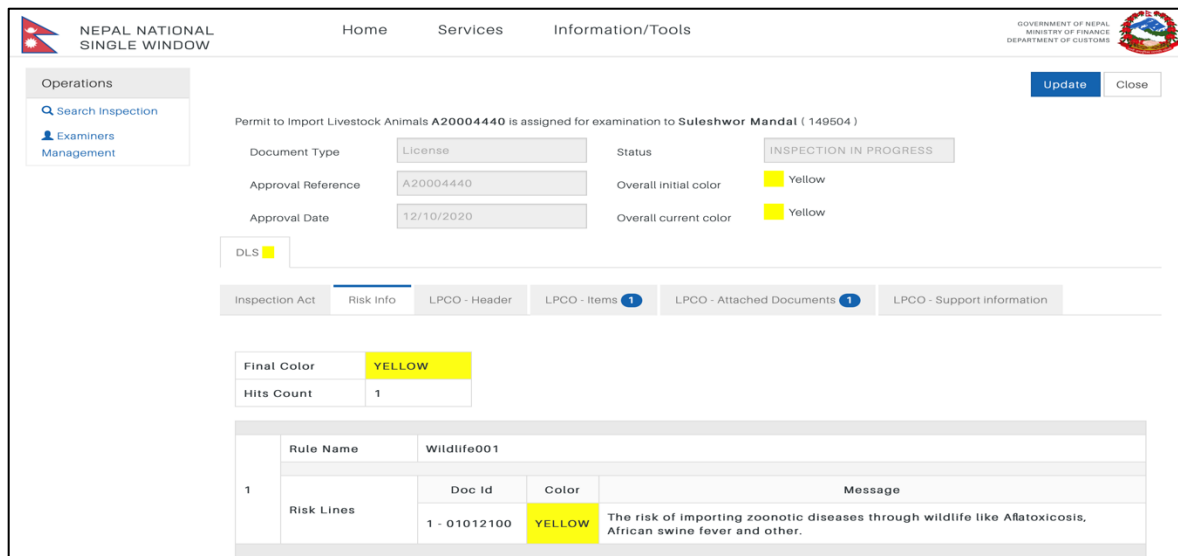 NEPAL NATIONAL
SINGLE WINDOW
Home Services Information/Tools
GOVERNMENT OF NEPAL
MINISTRY OF FINANCE
DEPARTMENT OF CUSTOMS
Operations
Search Inspection
Examiners
Management
Update Close
Permit to Import Livestock Animals A20004440 is assigned for examination to Suleshwor Mandal ( 149504 )
Document Type License Status INSPECTION IN PROGRESS
Approval Reference A20004440 Overall initial color Yellow
Approval Date 12/10/2020 Overall current color Yellow
DLS
Inspection Act Risk Info LPCO - Header LPCO - Items 1 LPCO - Attached Documents 1 LPCO - Support information
Final Color YELLOW
Hits Count 1
Rule Name Wildlife001
1
Risk Lines
Doc Id Color Message
1 - 01012100 YELLOW The risk of importing zoonotic diseases through wildlife like Aflatoxicosis,
African swine fever and other.